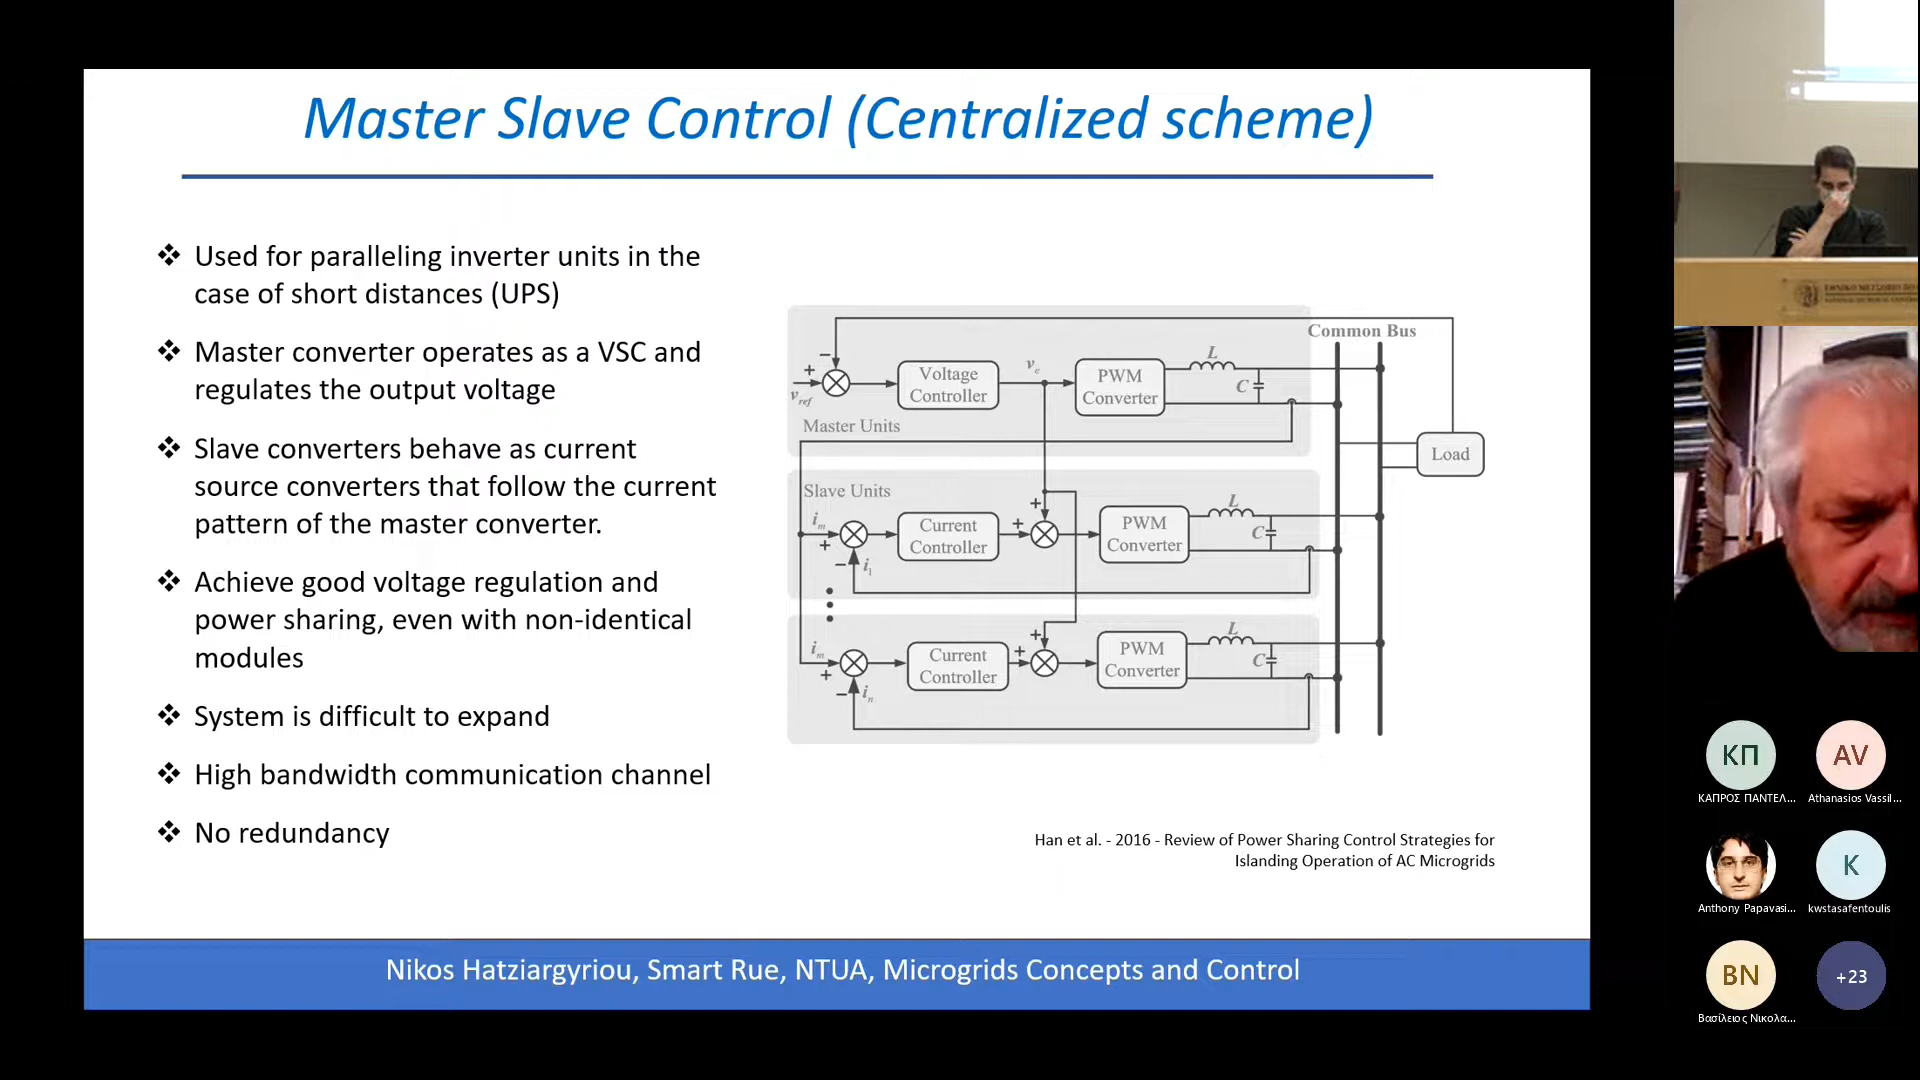 Master Slave Control (Centralized scheme)
❖ Used for paralleling inverter units in the
case of short distances (UPS)
❖ Master converter operates as a VSC and
regulates the output voltage
❖ Slave converters behave as current
source converters that follow the current
pattern of the master converter.
❖ Achieve good voltage regulation and
power sharing, even with non-identical
modules
❖ System is difficult to expand
❖ High bandwidth communication channel
❖ No redundancy
Common Bus
+
−
v_ref
Voltage
Controller
v_e
PWM
Converter
L
C
Master Units
Load
Slave Units
i_m
+
−
i_1
Current
Controller
+
+
PWM
Converter
L
C
i_m
+
−
i_n
Current
Controller
+
+
PWM
Converter
L
C
Han et al. - 2016 - Review of Power Sharing Control Strategies for
Islanding Operation of AC Microgrids
Nikos Hatziargyriou, Smart Rue, NTUA, Microgrids Concepts and Control
ΚΠ
ΚΑΠΡΟΣ ΠΑΝΤΕΛ...
AV
Athanasios Vassil...
Anthony Papavasi...
K
kwstasafentoulis
BN
Βασίλειος Νικολα...
+23